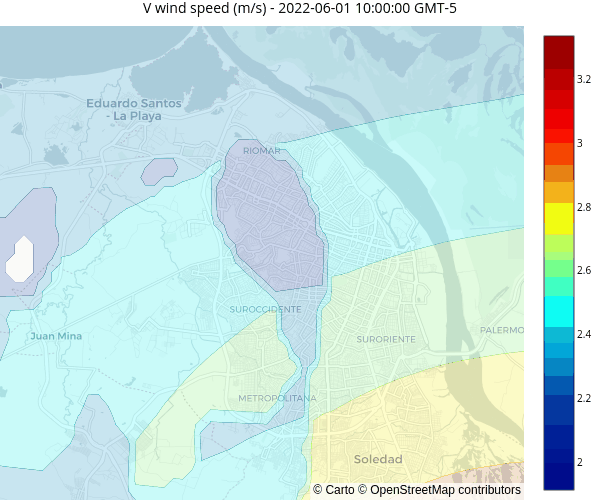 V wind speed (m/s) - 2022-06-01 10:00:00 GMT-5
3.2
Eduardo Santos
- La Playa
3
RIOMAR
2.8
2.6
SUROCCIDENTE
PALERMO
Juan Mina
SURORIENTE
2.4
2.2
METROPOLITANA
Soledad
2
© Carto © OpenStreetMap contributors